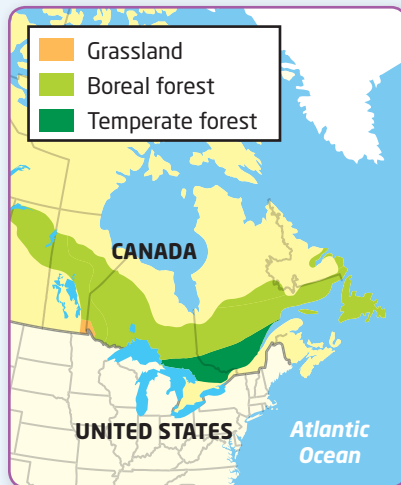 Grassland
Boreal forest
Temperate forest
CANADA
UNITED STATES
Atlantic
Ocean